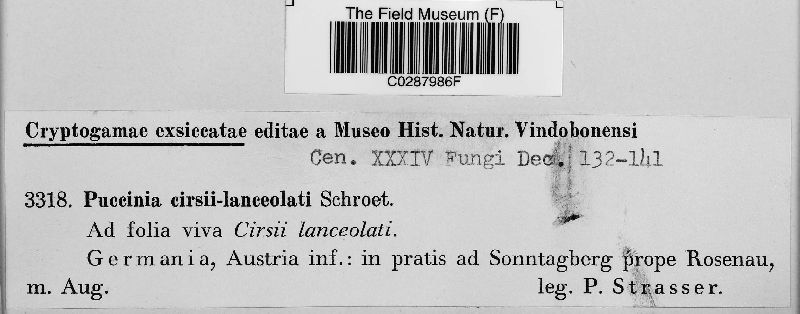 The Field Museum (F)
C0287986F
Cryptogamae exsiccatae editae a Museo Hist. Natur. Vindobonensi
Cen. XXXIV Fungi Dec. 132-141
3318. Puccinia cirsii-lanceolati Schroet.
Ad folia viva Cirsii lanceolati.
Germania, Austria inf.: in pratis ad Sonntagberg prope Rosenau,
m. Aug. leg. P. Strasser.